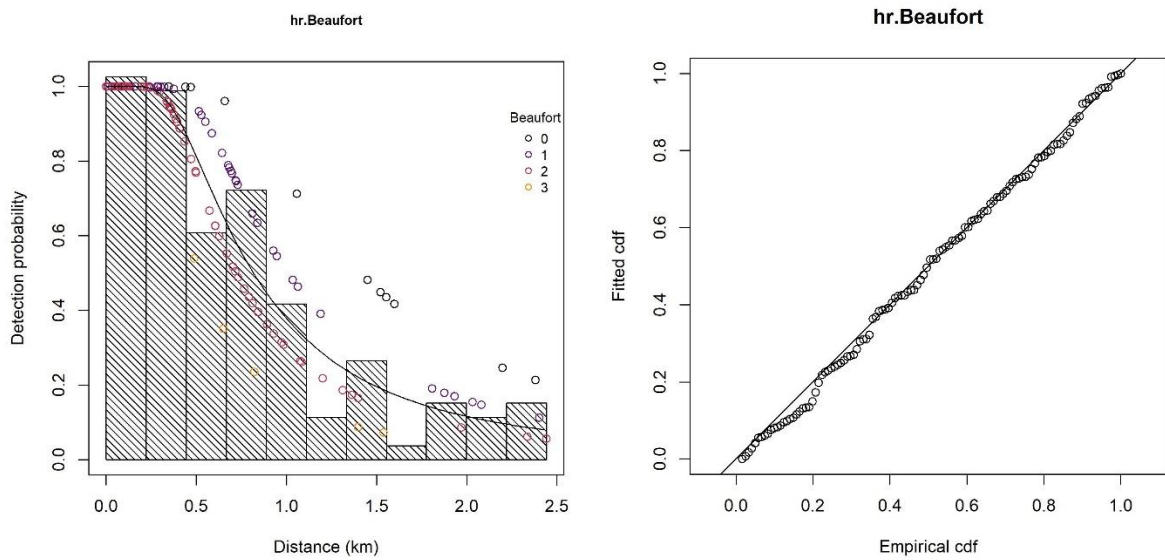 hr.Beaufort
Detection probability
1.0
0.8
0.6
0.4
0.2
0.0
Beaufort
0
1
2
3
0.0 0.5 1.0 1.5 2.0 2.5
Distance (km)
hr.Beaufort
Fitted cdf
1.0
0.8
0.6
0.4
0.2
0.0
0.0 0.2 0.4 0.6 0.8 1.0
Empirical cdf